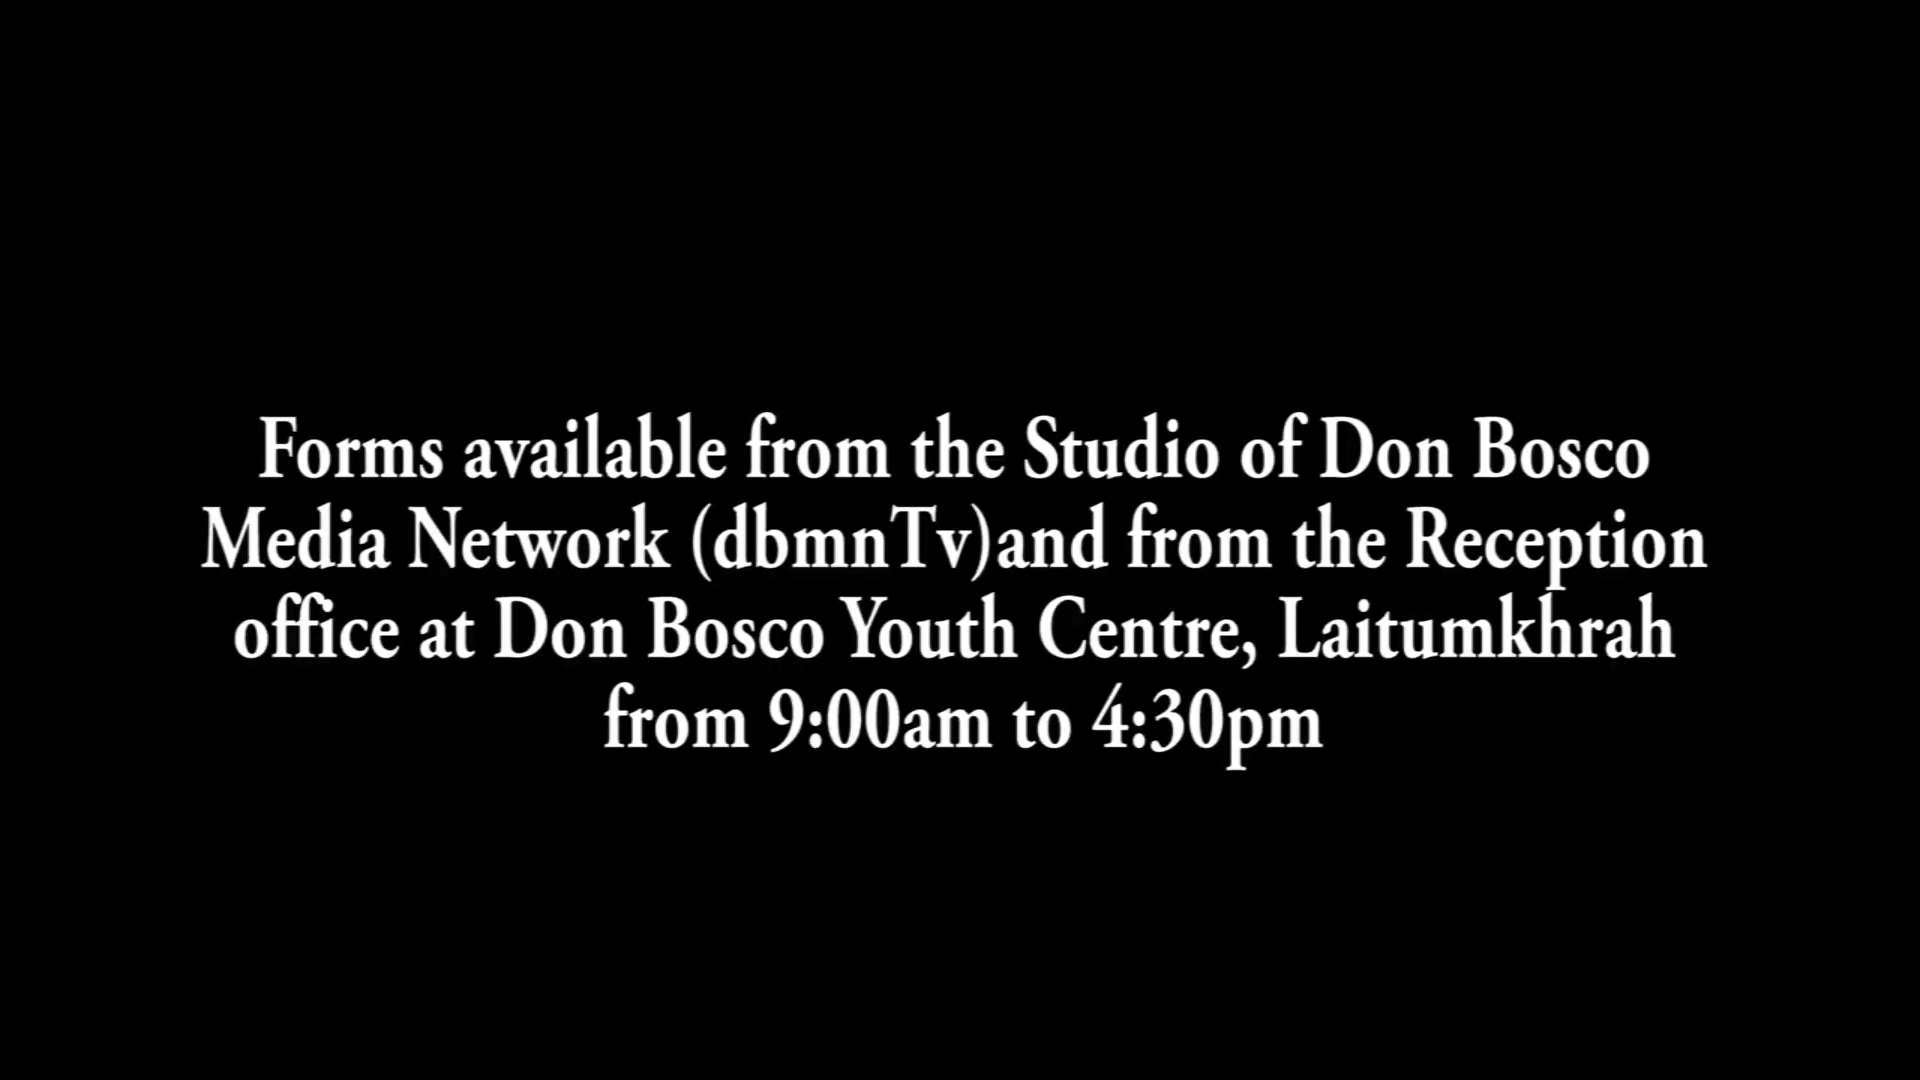 Forms available from the Studio of Don Bosco
Media Network (dbmnTv)and from the Reception
office at Don Bosco Youth Centre, Laitumkhrah
from 9:00am to 4:30pm